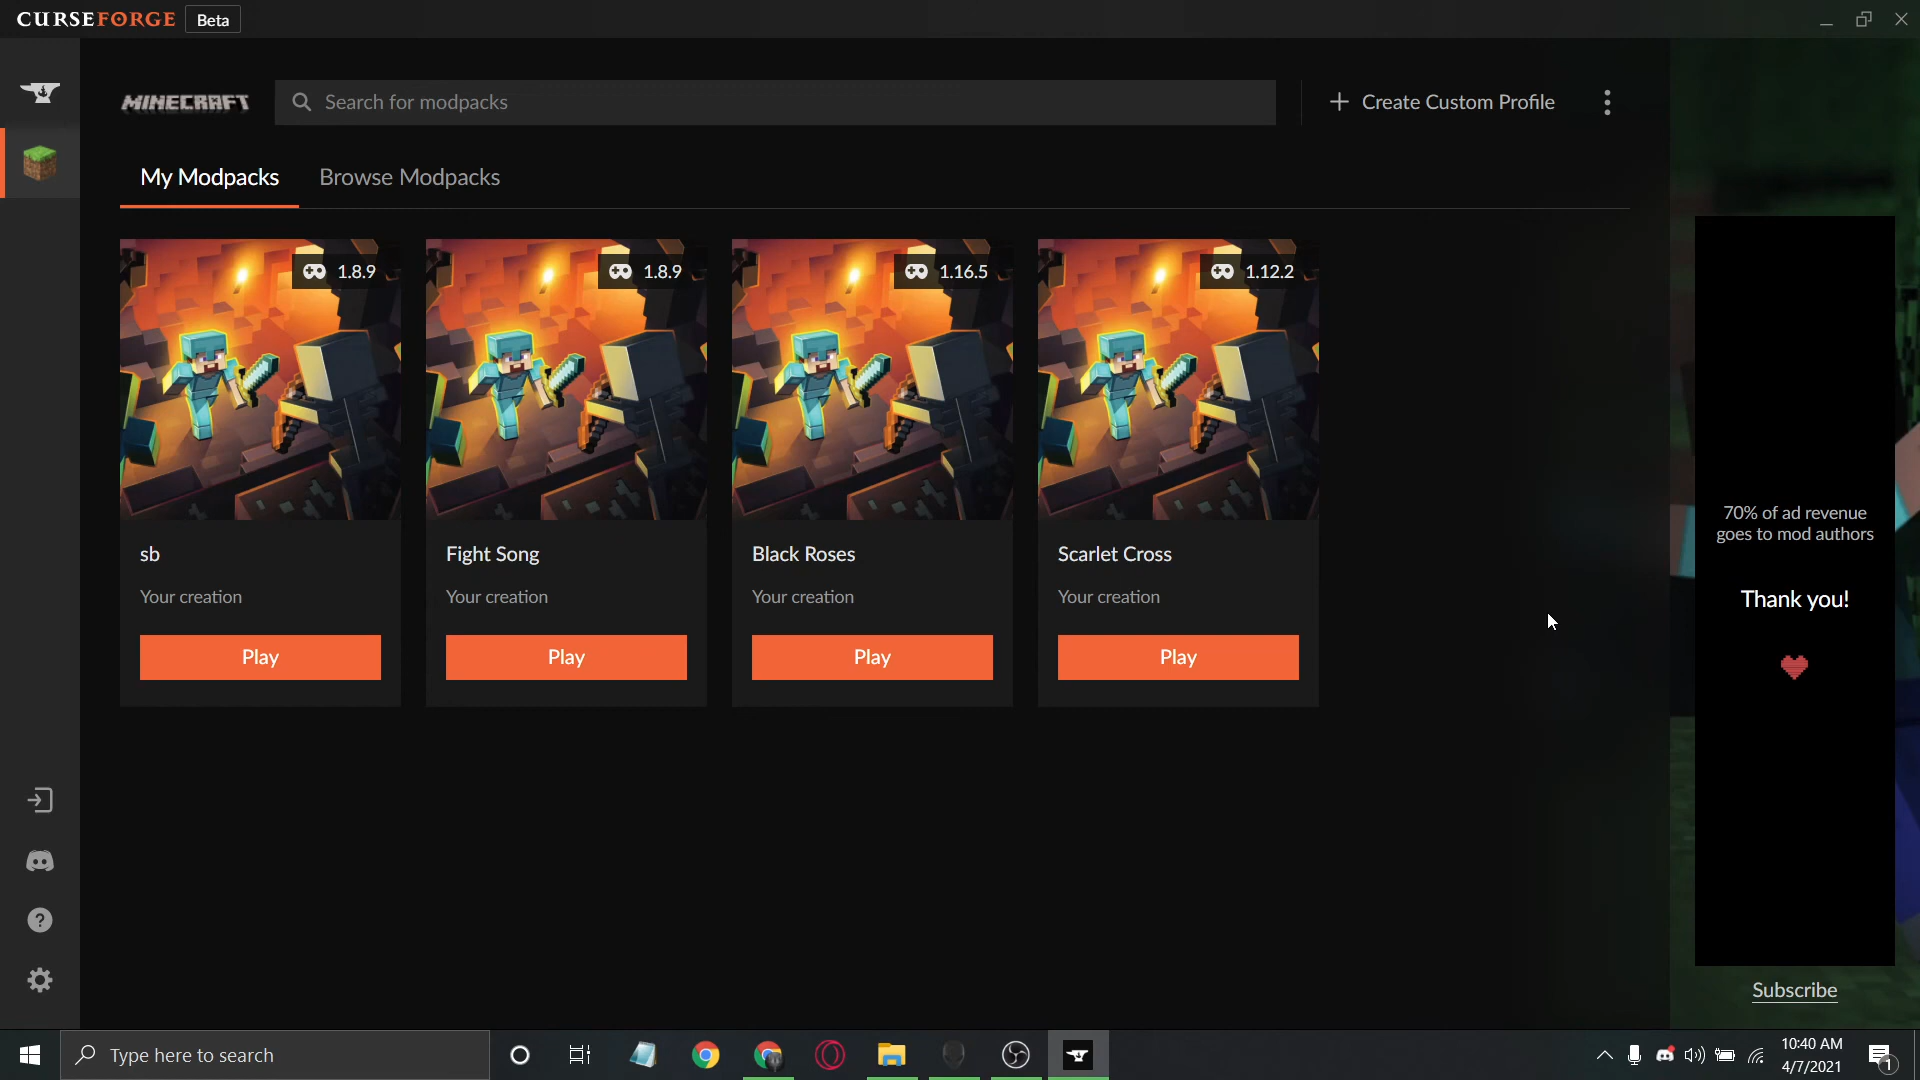 CURSEFORGE Beta
MINECRAFT
Search for modpacks
Create Custom Profile
My Modpacks
Browse Modpacks
1.8.9
1.8.9
1.16.5
1.12.2
sb
Fight Song
Black Roses
Scarlet Cross
Your creation
Your creation
Your creation
Your creation
Play
Play
Play
Play
70% of ad revenue
goes to mod authors
Thank you!
Subscribe
Type here to search
10:40 AM
4/7/2021
1